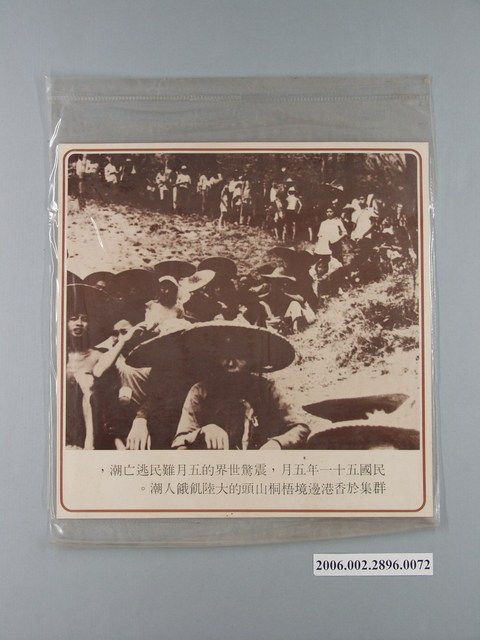 民國五十一年五月，震驚世界的五月難民逃亡潮，
群集於香港邊境梧桐山頭的大陸飢餓人潮。
2006.002.2896.0072